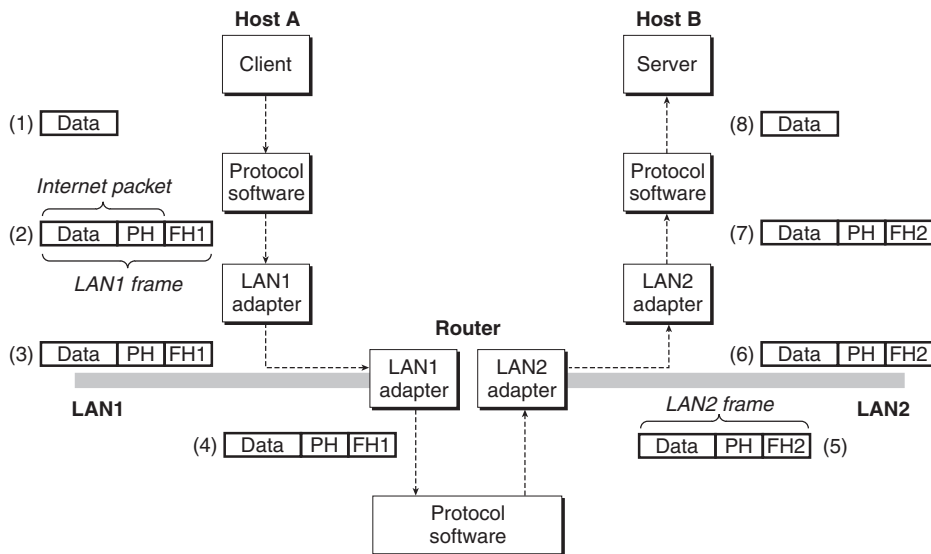 Host A
Host B
Client
Server
(1) Data
(8) Data
Protocol
software
Protocol
software
Internet packet
(2) Data PH FH1
LAN1 frame
(7) Data PH FH2
LAN1
adapter
LAN2
adapter
Router
(3) Data PH FH1
(6) Data PH FH2
LAN1
adapter
LAN2
adapter
LAN1
LAN2
LAN2 frame
(4) Data PH FH1
Data PH FH2 (5)
Protocol
software